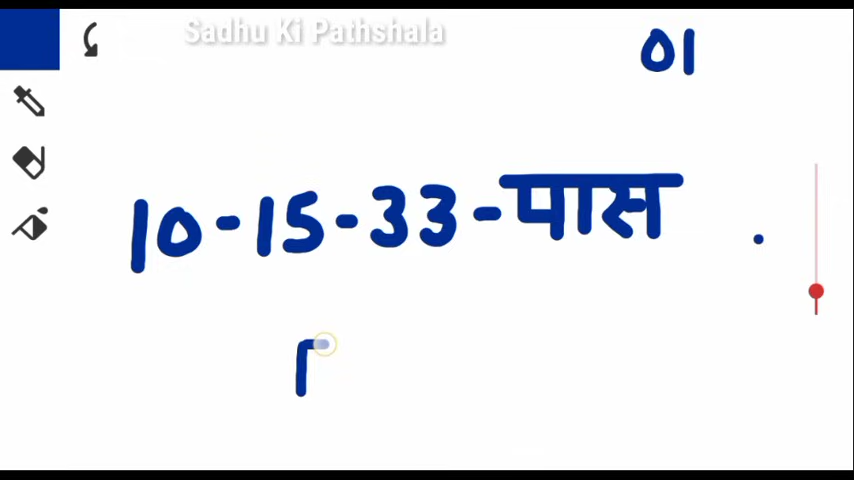 Sadhu Ki Pathshala
01
10-15-33-पास .